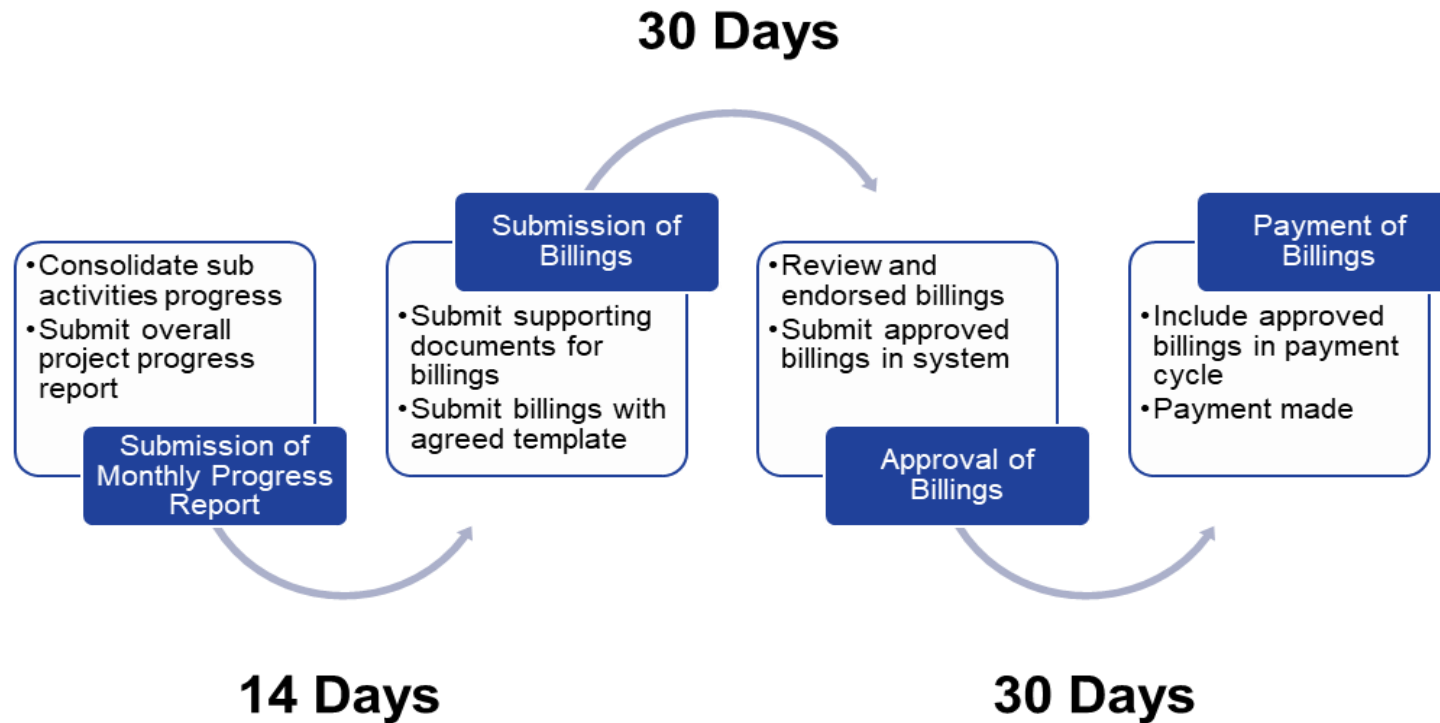 30 Days
• Consolidate sub
activities progress
• Submit overall
project progress
report
Submission of
Monthly Progress
Report
Submission of
Billings
• Submit supporting
documents for
billings
• Submit billings with
agreed template
• Review and
endorsed billings
• Submit approved
billings in system
Approval of
Billings
Payment of
Billings
• Include approved
billings in payment
cycle
• Payment made
14 Days
30 Days